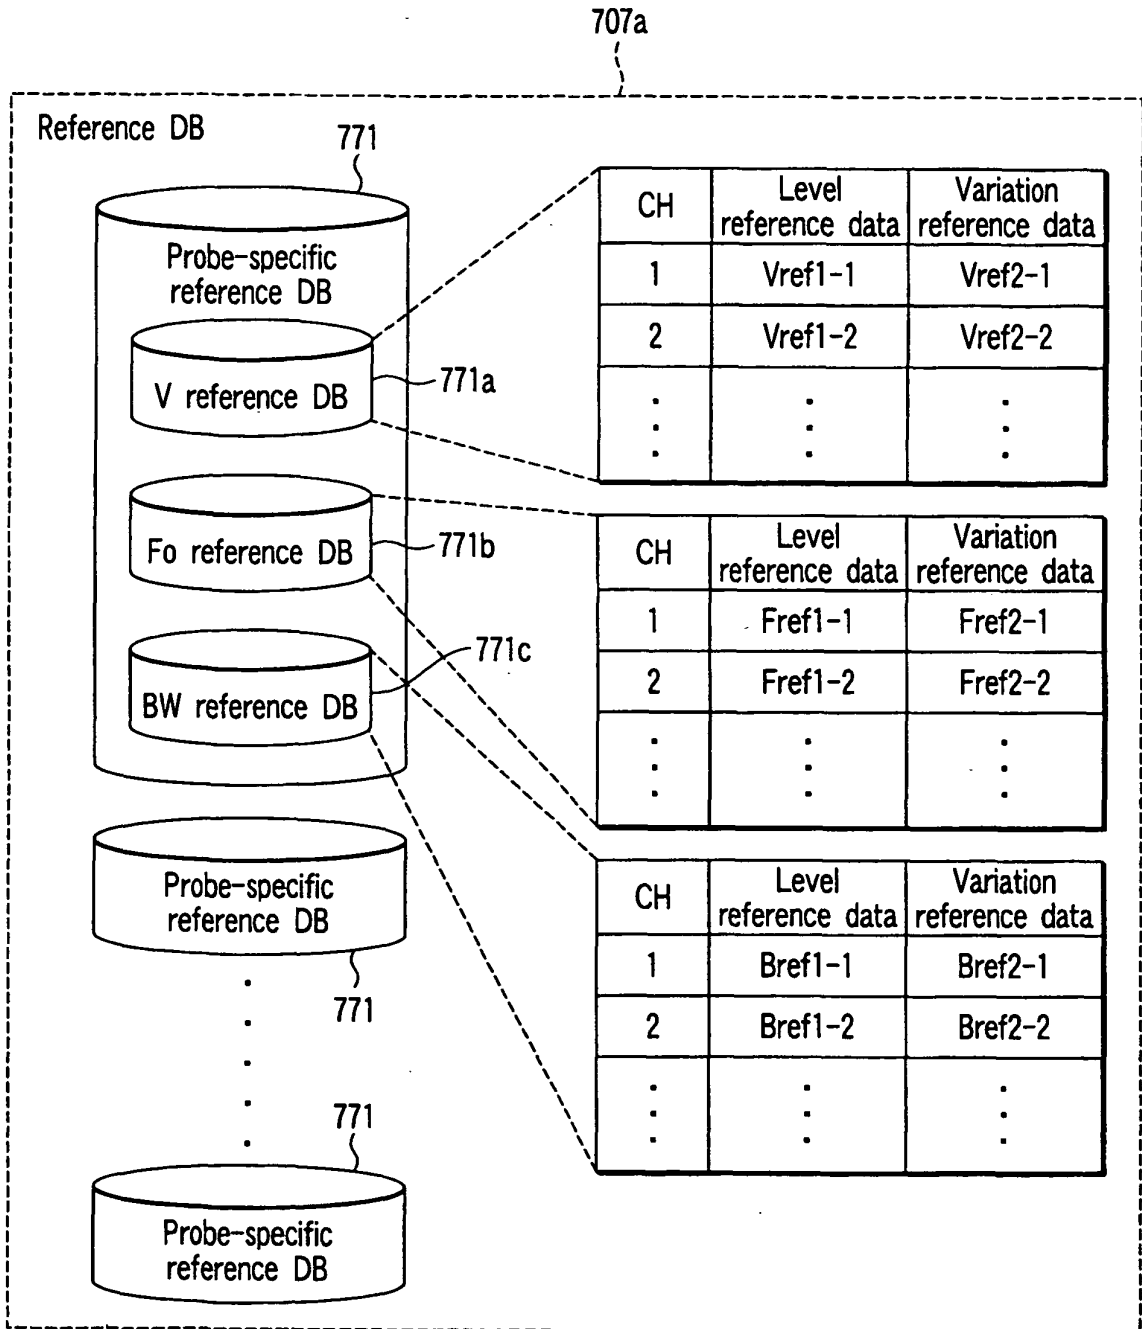 707a
Reference DB
771
Probe-specific
reference DB
V reference DB
771a
Fo reference DB
771b
BW reference DB
771c
Probe-specific
reference DB
771
771
Probe-specific
reference DB
CH Level reference data Variation reference data
1 Vref1-1 Vref2-1
2 Vref1-2 Vref2-2
CH Level reference data Variation reference data
1 Fref1-1 Fref2-1
2 Fref1-2 Fref2-2
CH Level reference data Variation reference data
1 Bref1-1 Bref2-1
2 Bref1-2 Bref2-2